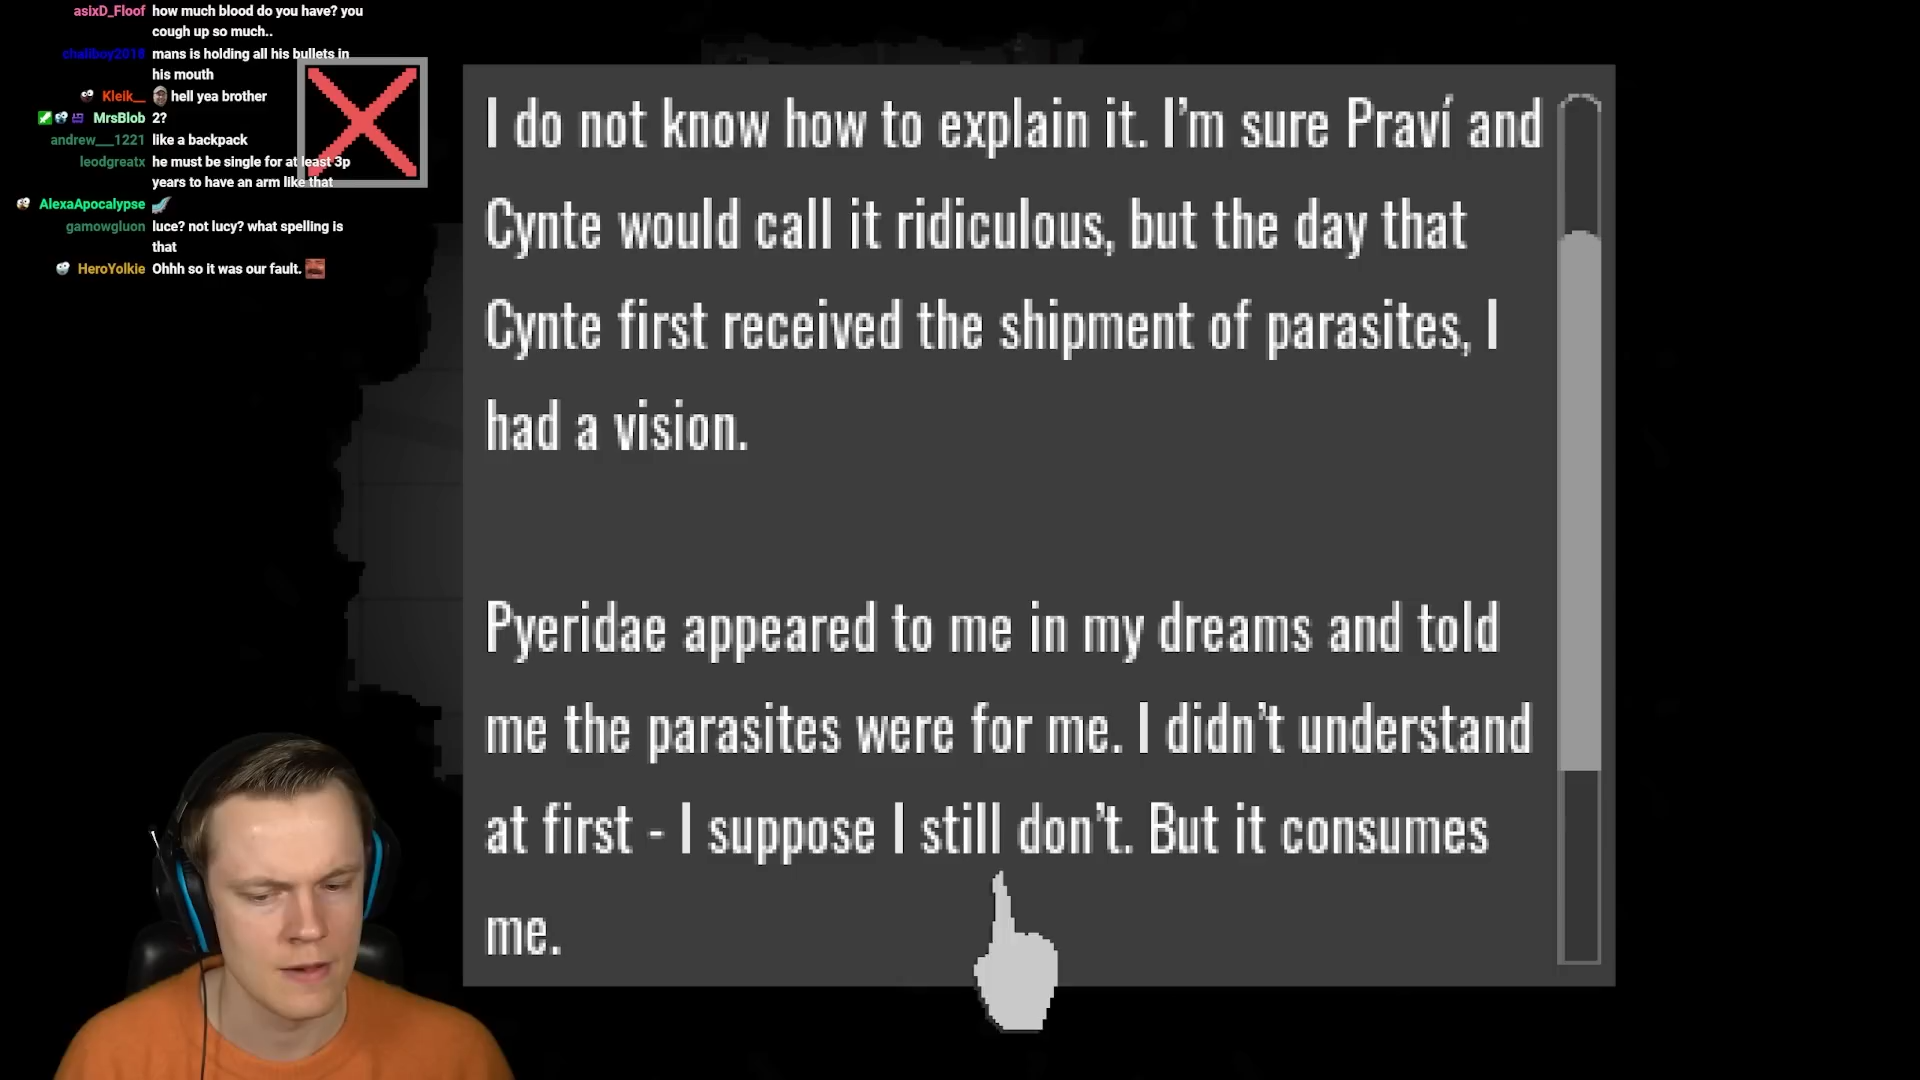 asixD_Floof how much blood do you have? you
cough up so much..
chaliboy2018 mans is holding all his bullets in
his mouth
Kleik__ hell yea brother
MrsBlob 2?
andrew___1221 like a backpack
leodgreatx he must be single for at least 3p
years to have an arm like that
AlexaApocalypse
gamowgluon luce? not lucy? what spelling is
that
HeroYolkie Ohhh so it was our fault.
I do not know how to explain it. I'm sure Praví and
Cynte would call it ridiculous, but the day that
Cynte first received the shipment of parasites, I
had a vision.
Pyeridae appeared to me in my dreams and told
me the parasites were for me. I didn't understand
at first - I suppose I still don't. But it consumes
me.